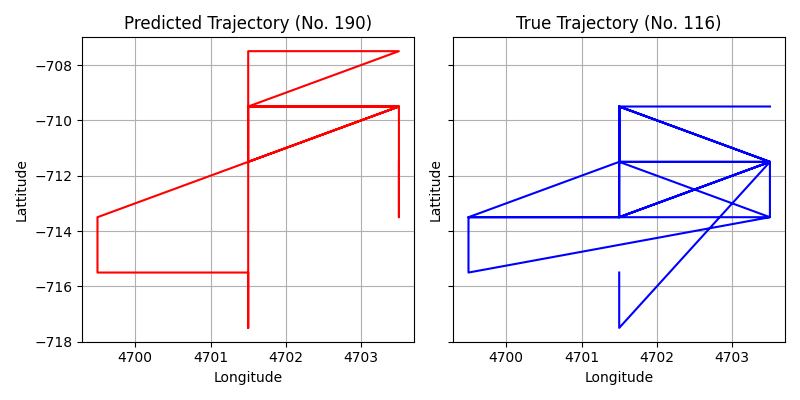 Predicted Trajectory (No. 190)
True Trajectory (No. 116)
−708
−710
−712
−714
−716
−718
Lattitude
Lattitude
4700 4701 4702 4703
4700 4701 4702 4703
Longitude
Longitude